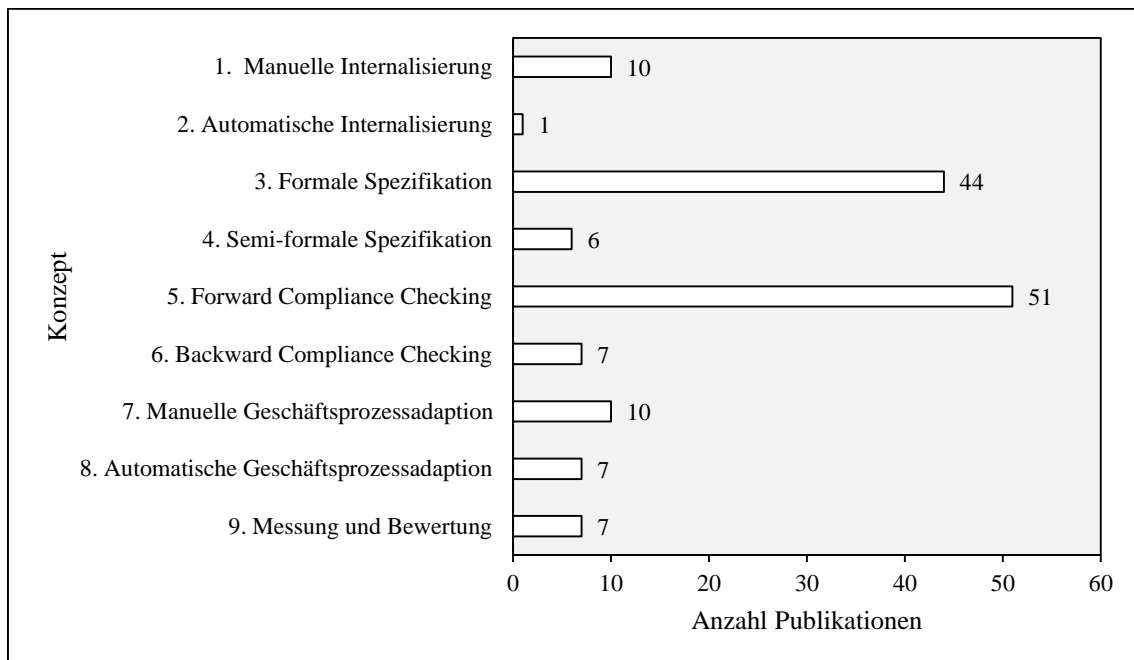 1. Manuelle Internalisierung 10
2. Automatische Internalisierung 1
3. Formale Spezifikation 44
4. Semi-formale Spezifikation 6
5. Forward Compliance Checking 51
6. Backward Compliance Checking 7
7. Manuelle Geschäftsprozessadaption 10
8. Automatische Geschäftsprozessadaption 7
9. Messung und Bewertung 7
Konzept
0 10 20 30 40 50 60
Anzahl Publikationen